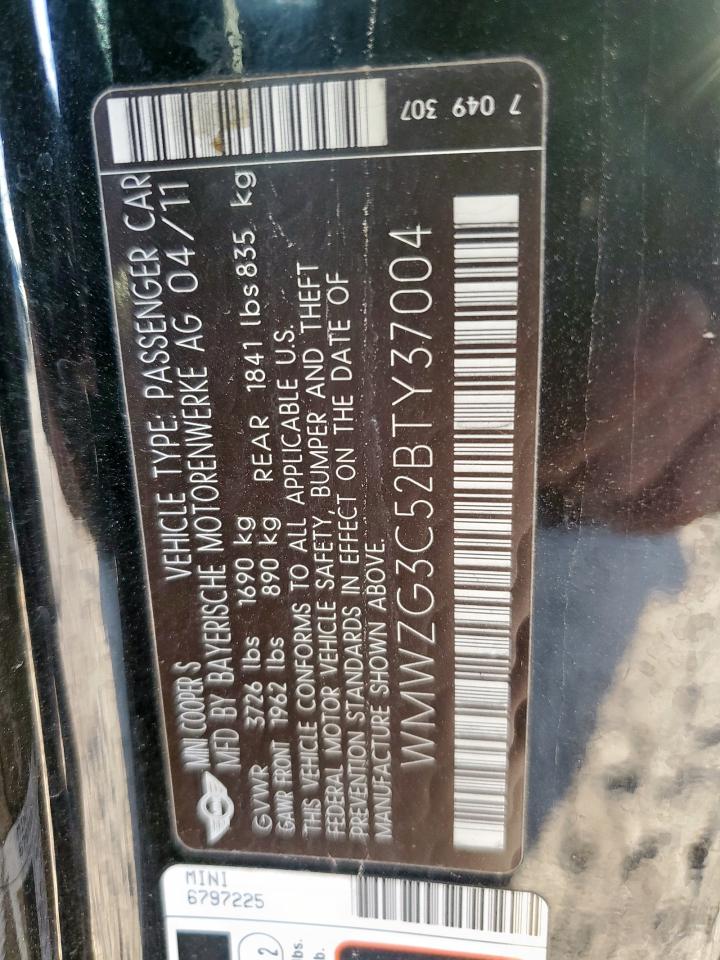 MINI COOPER S VEHICLE TYPE: PASSENGER CAR
MFD BY BAYERISCHE MOTORENWERKE AG 04/11
GVWR 3726 lbs 1690 kg
GAWR FRONT 1962 lbs 890 kg REAR 1841 lbs 835 kg
THIS VEHICLE CONFORMS TO ALL APPLICABLE U.S.
FEDERAL MOTOR VEHICLE SAFETY, BUMPER AND THEFT
PREVENTION STANDARDS IN EFFECT ON THE DATE OF
MANUFACTURE SHOWN ABOVE.
WMWZG3C52BTY37004
7 049 307
MINI
6797225
2
lbs.
b.